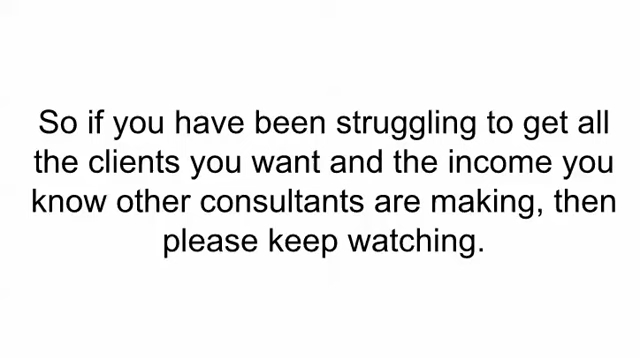 So if you have been struggling to get all
the clients you want and the income you
know other consultants are making, then
please keep watching.